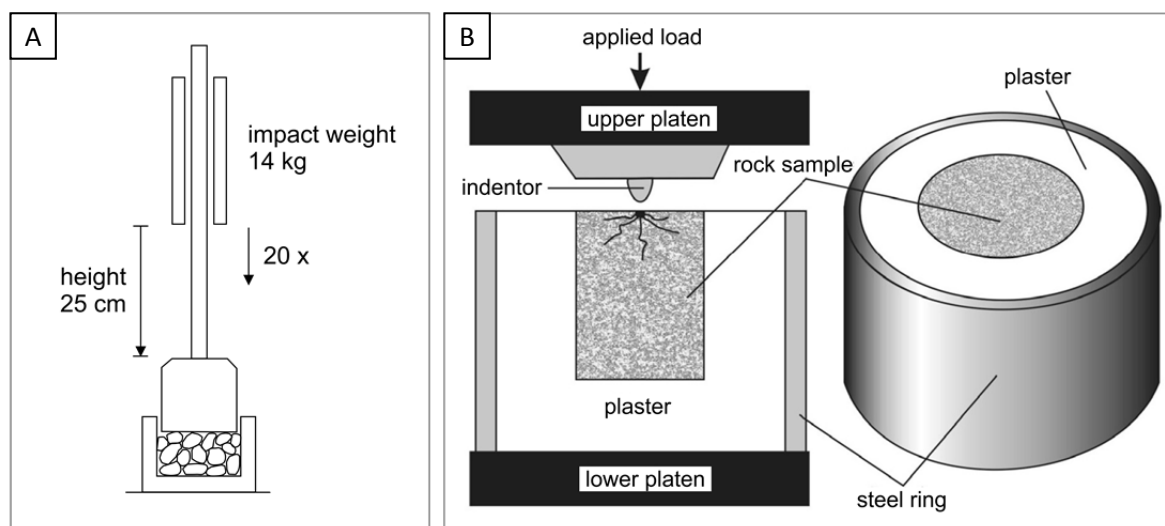 A
impact weight
14 kg
height
25 cm
20 x
B
applied load
upper platen
indentor
rock sample
plaster
plaster
lower platen
steel ring